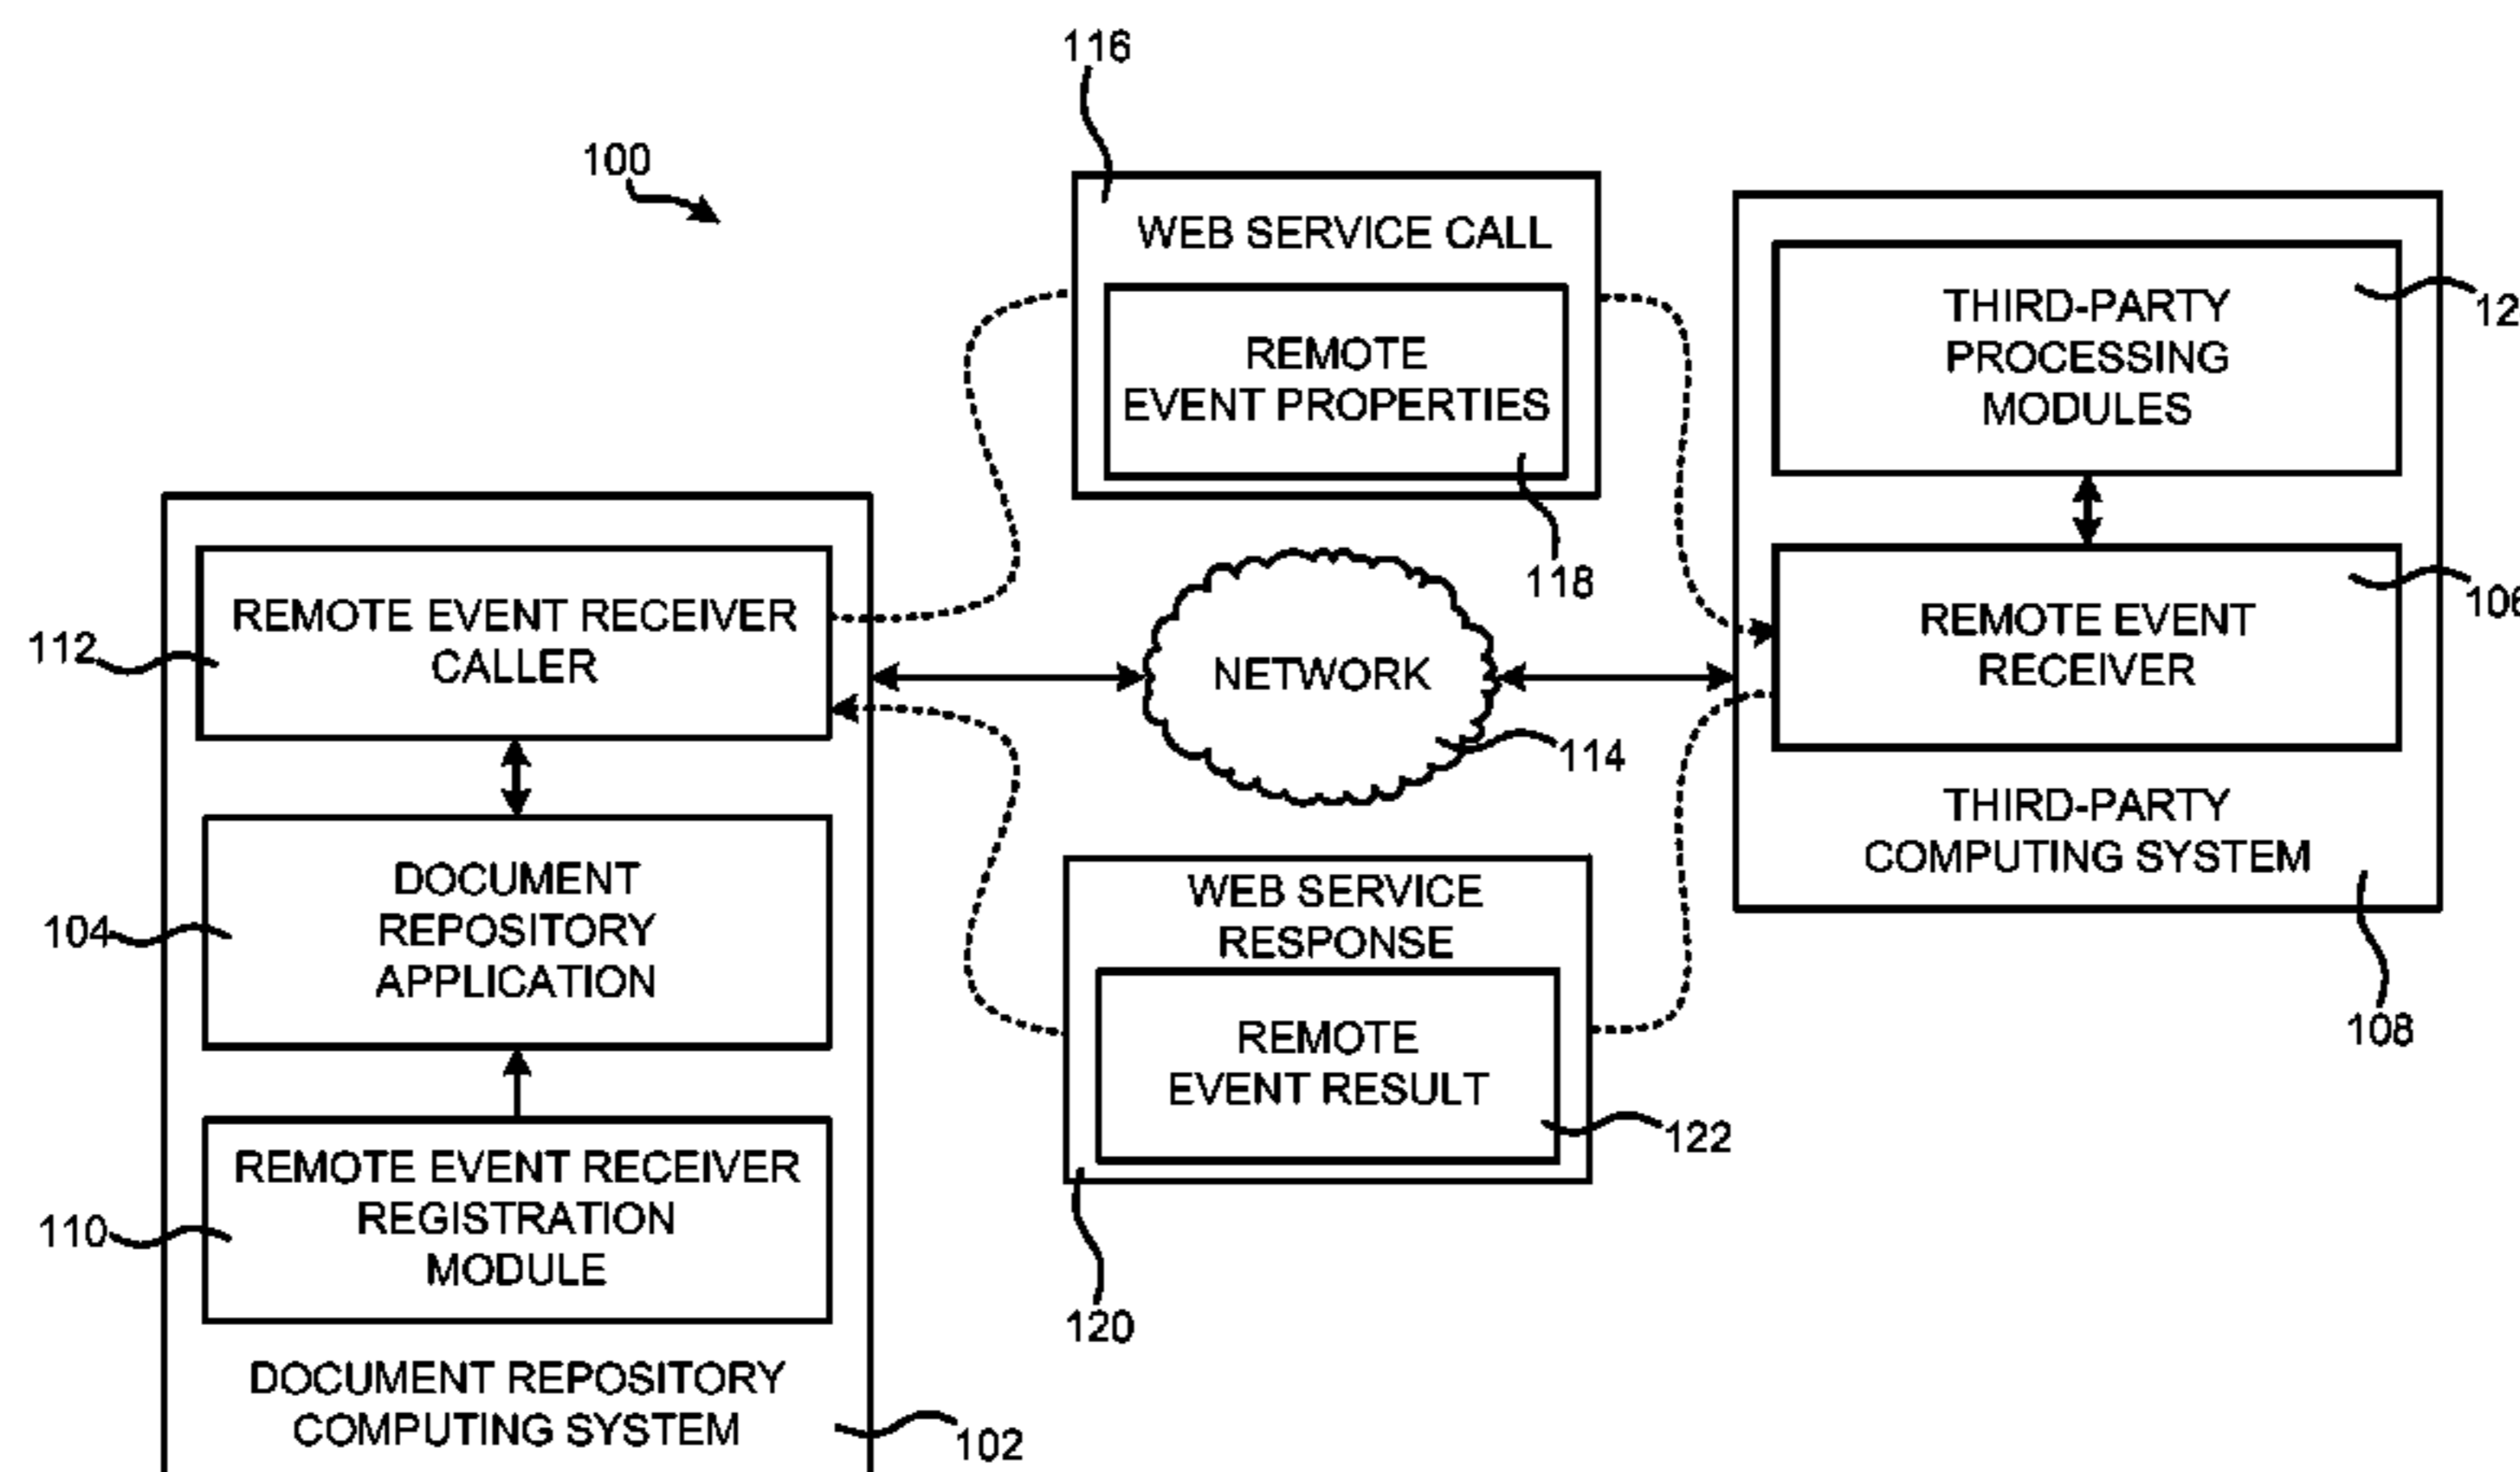 116
100
WEB SERVICE CALL
REMOTE
EVENT PROPERTIES
118
THIRD-PARTY
PROCESSING
MODULES
12
REMOTE EVENT
RECEIVER
106
THIRD-PARTY
COMPUTING SYSTEM
108
REMOTE EVENT RECEIVER
CALLER
112
NETWORK
114
DOCUMENT
REPOSITORY
APPLICATION
104
WEB SERVICE
RESPONSE
REMOTE
EVENT RESULT
122
120
REMOTE EVENT RECEIVER
REGISTRATION
MODULE
110
DOCUMENT REPOSITORY
COMPUTING SYSTEM
102